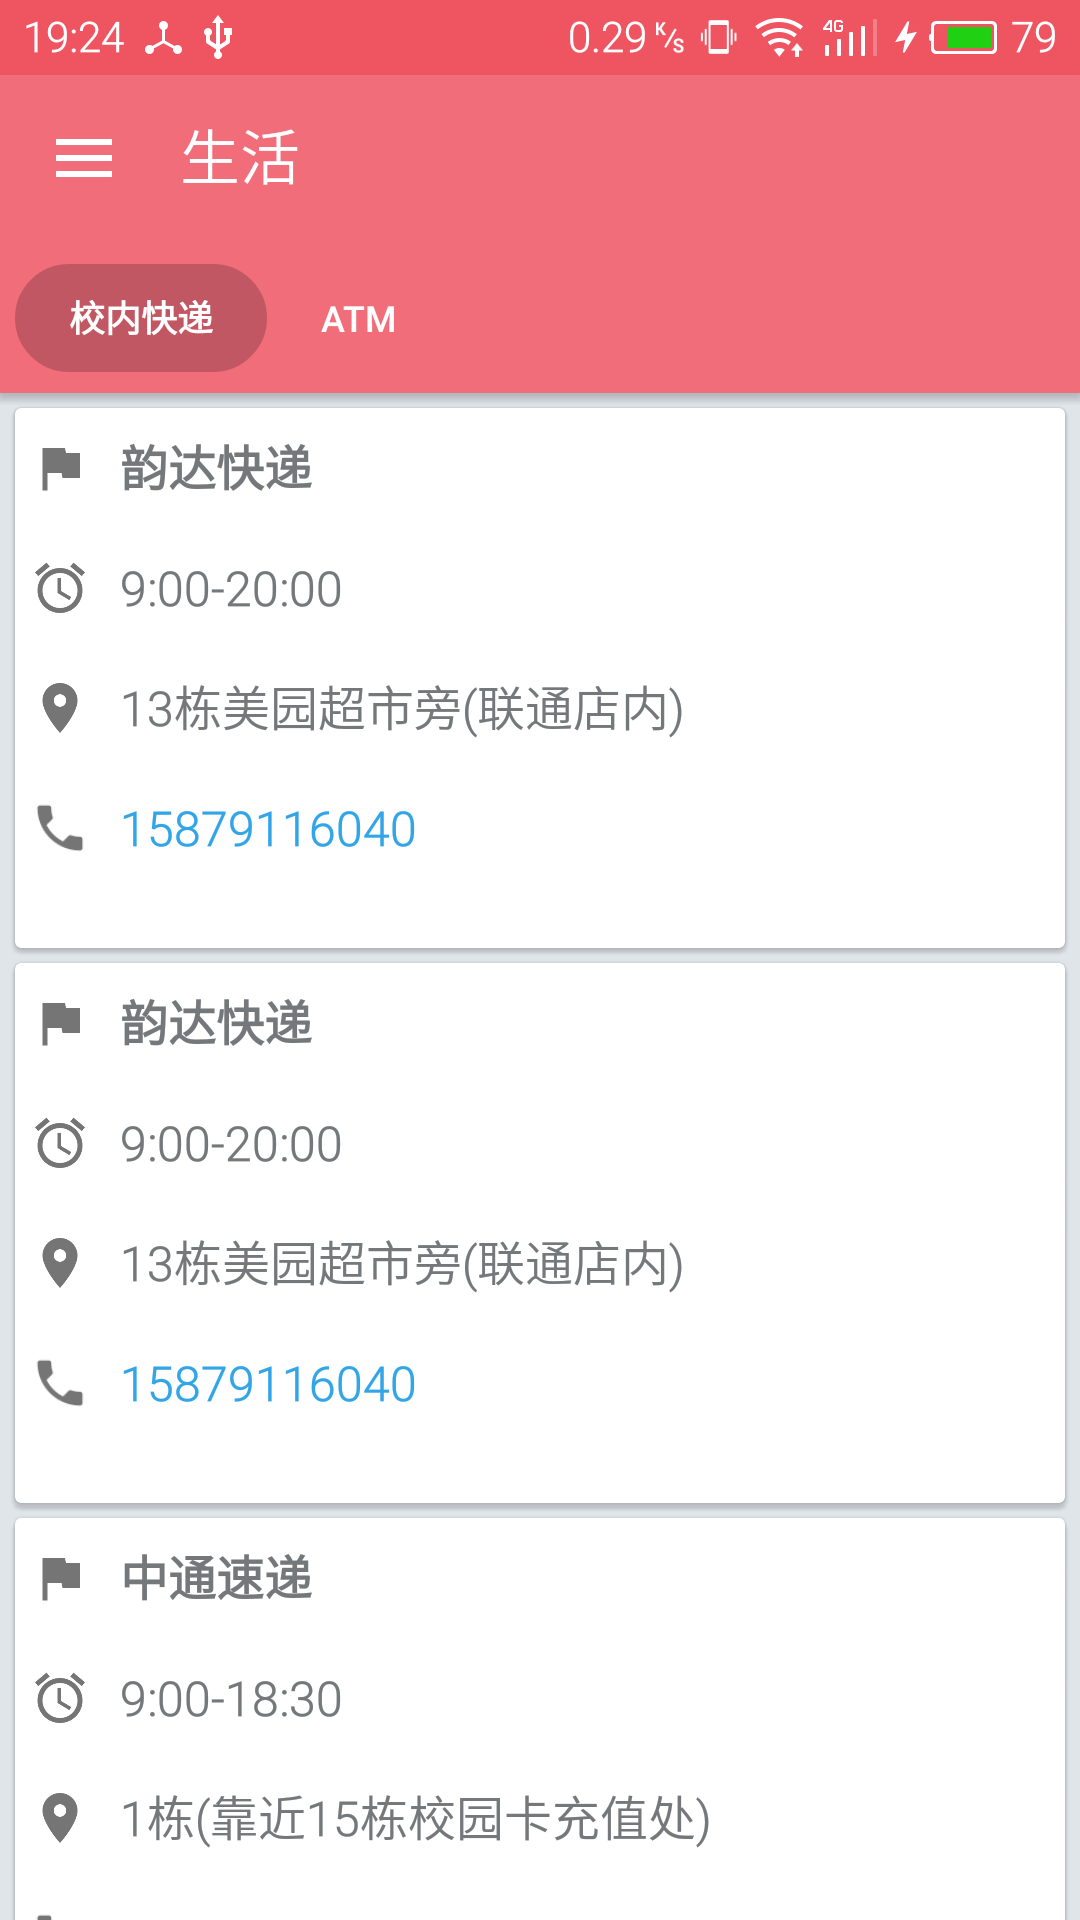 19:24 0.29 K/S 4G 79
生活
校内快递 ATM
韵达快递
9:00-20:00
13栋美园超市旁(联通店内)
15879116040
韵达快递
9:00-20:00
13栋美园超市旁(联通店内)
15879116040
中通速递
9:00-18:30
1栋(靠近15栋校园卡充值处)